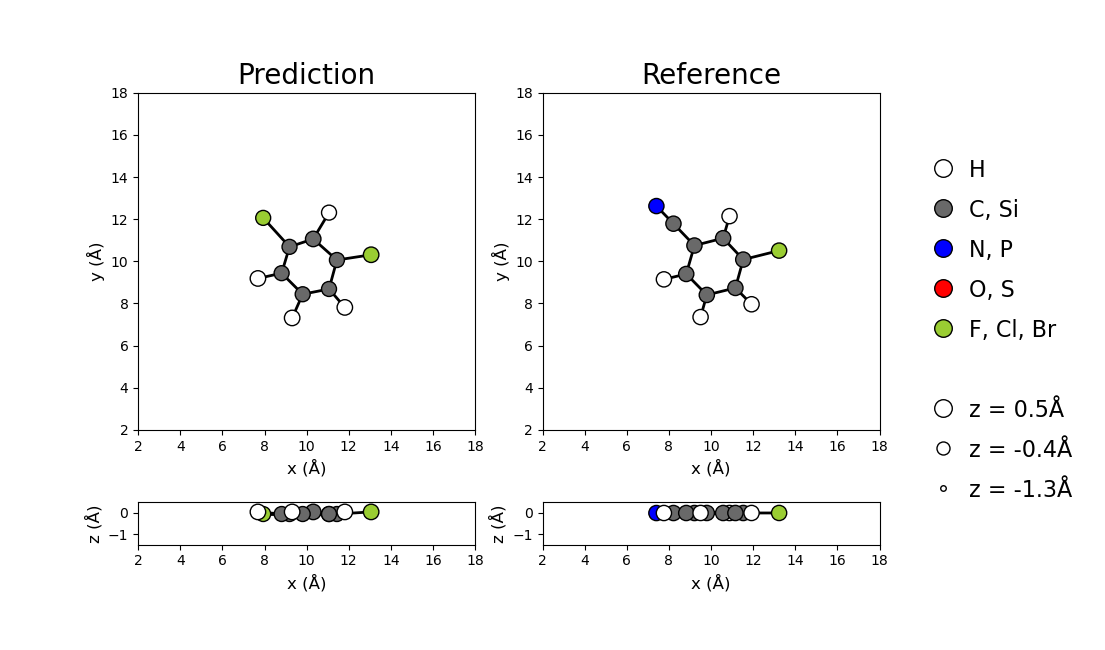 Prediction
Reference
18
16
14
12
10
8
6
4
2
y (Å)
2 4 6 8 10 12 14 16 18
x (Å)
18
16
14
12
10
8
6
4
2
y (Å)
2 4 6 8 10 12 14 16 18
x (Å)
H
C, Si
N, P
O, S
F, Cl, Br
z = 0.5Å
z = -0.4Å
z = -1.3Å
0
−1
z (Å)
2 4 6 8 10 12 14 16 18
x (Å)
0
−1
z (Å)
2 4 6 8 10 12 14 16 18
x (Å)